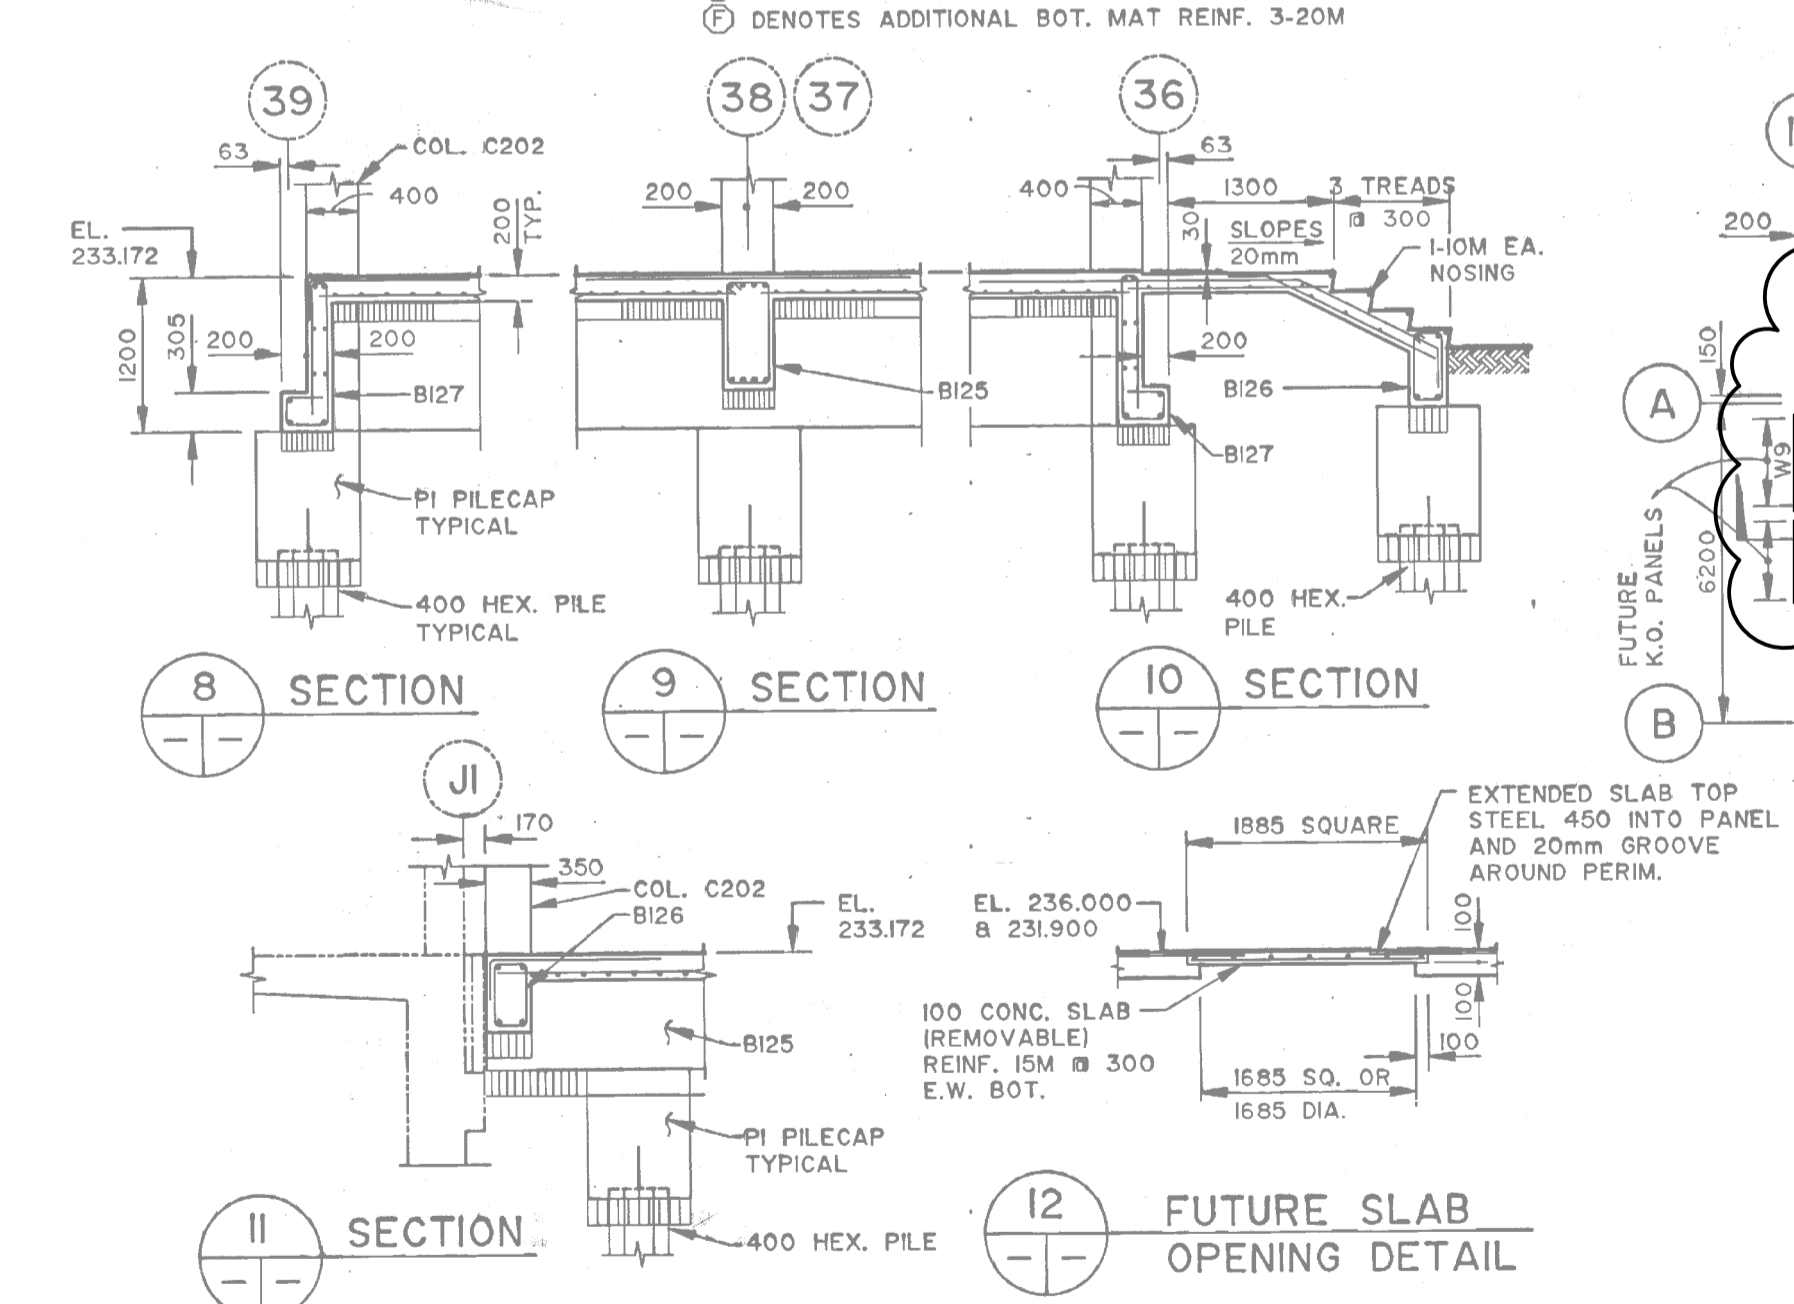 F DENOTES ADDITIONAL BOT. MAT REINF. 3-20M
39
63
COL. C202
400
EL.
233.172
200
TYP.
1200
305
200
200
B127
P1 PILECAP
TYPICAL
400 HEX. PILE
TYPICAL
8
SECTION
38
37
200
200
B125
9
SECTION
36
63
400
1300
3 TREADS
@ 300
30
SLOPES
20mm
1-10M EA.
NOSING
200
B126
B127
400 HEX.
PILE
10
SECTION
200
150
A
W9
FUTURE
K.O. PANELS
6200
B
J1
170
350
COL. C202
B126
EL.
233.172
B125
P1 PILECAP
TYPICAL
400 HEX. PILE
11
SECTION
EXTENDED SLAB TOP
STEEL 450 INTO PANEL
AND 20mm GROOVE
AROUND PERIM.
1885 SQUARE
EL. 236.000
& 231.900
100
100
100
100 CONC. SLAB
(REMOVABLE)
REINF. 15M @ 300
E.W. BOT.
1685 SQ. OR
1685 DIA.
12
FUTURE SLAB
OPENING DETAIL